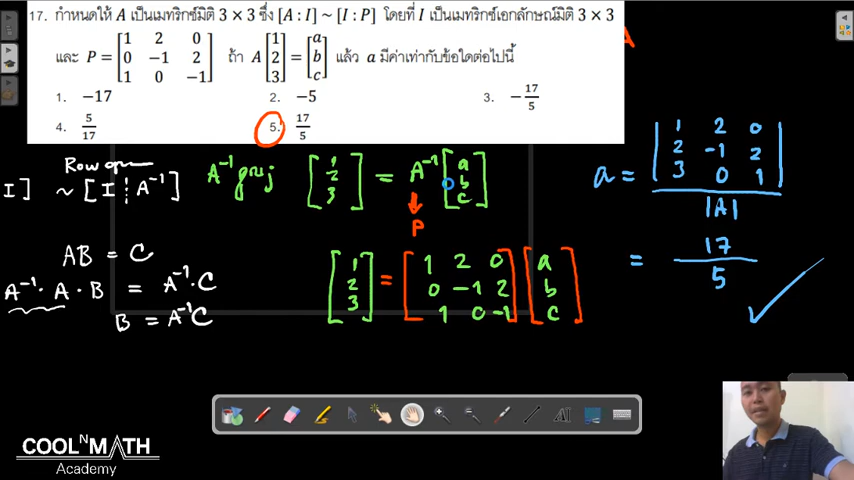 17. กำหนดให้ A เป็นเมทริกซ์มิติ 3 × 3 ซึ่ง [A : I] ~ [I : P] โดยที่ I เป็นเมทริกซ์เอกลักษณ์มิติ 3 × 3
และ P = [1 2 0
0 −1 2
1 0 −1] ถ้า A [1 2 3] = [a b c] แล้ว a มีค่าเท่ากับข้อใดต่อไปนี้
1. −17 2. −5 3. −17/5
4. 5/17 5. 17/5
A
Row
I] ~ [I ⋮ A⁻¹]
AB = C
A⁻¹ · A · B = A⁻¹ · C
B = A⁻¹C
A⁻¹ [1 2 3] = A⁻¹ [a b c]
P
[1 2 3] = [1 2 0
0 −1 2
1 0 −1] [a b c]
a = |1 2 0
2 −1 2
3 0 1|
|A|
= 17/5
COOL N MATH
Academy